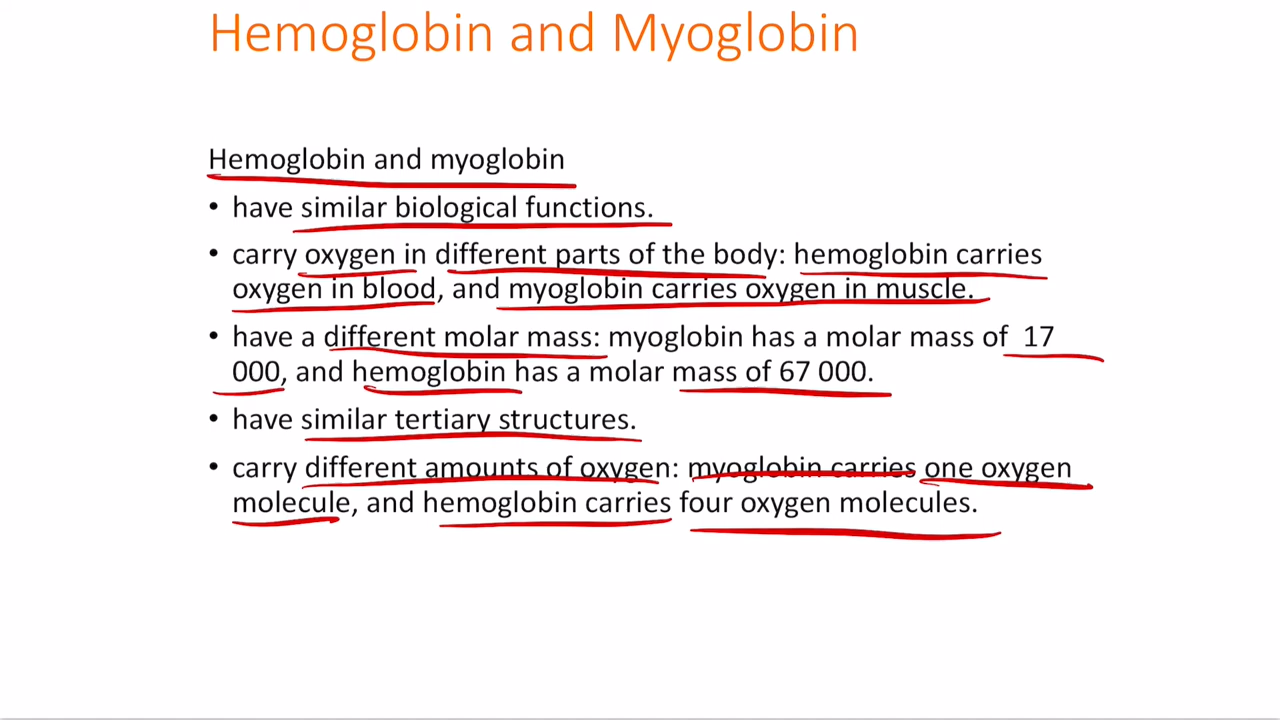 Hemoglobin and Myoglobin
Hemoglobin and myoglobin
• have similar biological functions.
• carry oxygen in different parts of the body: hemoglobin carries
oxygen in blood, and myoglobin carries oxygen in muscle.
• have a different molar mass: myoglobin has a molar mass of 17
000, and hemoglobin has a molar mass of 67 000.
• have similar tertiary structures.
• carry different amounts of oxygen: myoglobin carries one oxygen
molecule, and hemoglobin carries four oxygen molecules.